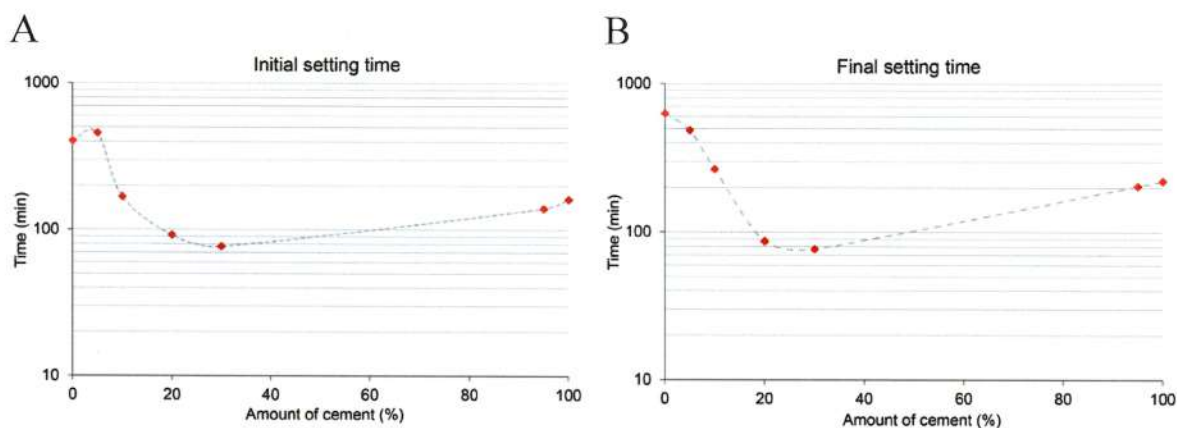 A
Initial setting time
1000
100
10
Time (min)
0 20 40 60 80 100
Amount of cement (%)
B
Final setting time
1000
100
10
Time (min)
0 20 40 60 80 100
Amount of cement (%)